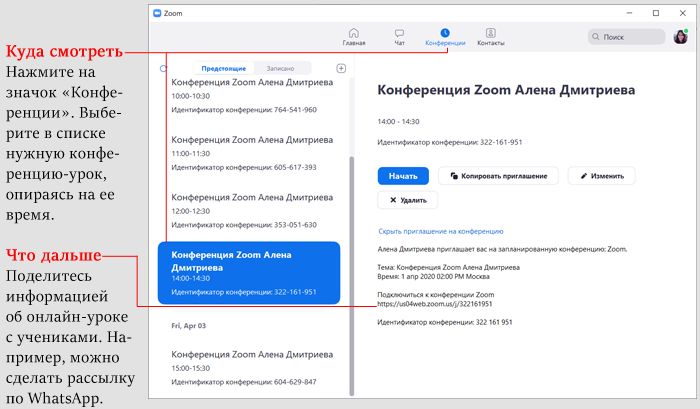 Zoom
Главная
Чат
Конференции
Контакты
Поиск
Куда смотреть
Нажмите на
значок «Конфе-
ренции». Выбе-
рите в списке
нужную конфе-
ренцию-урок,
опираясь на ее
время.
Что дальше
Поделитесь
информацией
об онлайн-уроке
с учениками. На-
пример, можно
сделать рассылку
по WhatsApp.
Предстоящие
Записано
Конференция Zoom Алена Дмитриева
10:00-10:30
Идентификатор конференции: 764-541-960
Конференция Zoom Алена Дмитриева
11:00-11:30
Идентификатор конференции: 605-617-393
Конференция Zoom Алена Дмитриева
12:00-12:30
Идентификатор конференции: 353-051-630
Конференция Zoom Алена
Дмитриева
14:00-14:30
Идентификатор конференции: 322-161-951
Fri, Apr 03
Конференция Zoom Алена Дмитриева
15:00-15:30
Идентификатор конференции: 604-629-847
Конференция Zoom Алена Дмитриева
14:00 - 14:30
Идентификатор конференции: 322-161-951
Начать
Копировать приглашение
Изменить
Удалить
Скрыть приглашение на конференцию
Алена Дмитриева приглашает вас на запланированную конференцию: Zoom.
Тема: Конференция Zoom Алена Дмитриева
Время: 1 апр 2020 02:00 PM Москва
Подключиться к конференции Zoom
https://us04web.zoom.us/j/322161951
Идентификатор конференции: 322 161 951